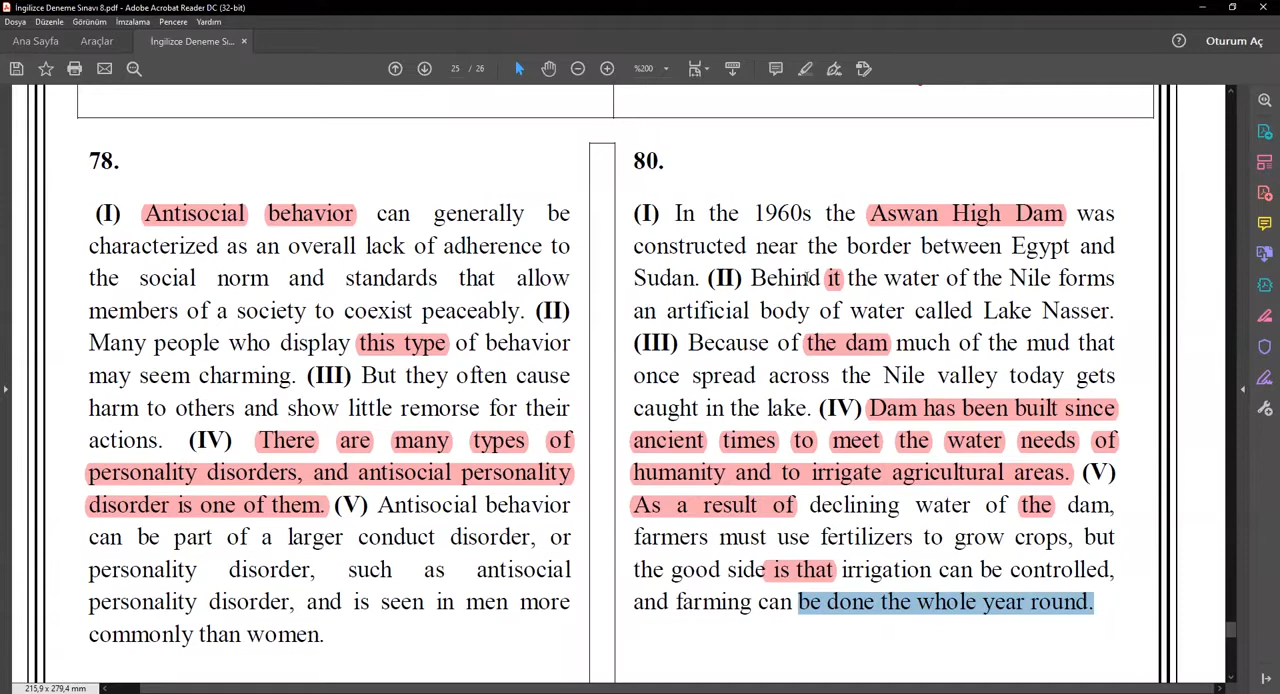 İngilizce Deneme Sınavı 8.pdf - Adobe Acrobat Reader DC (32-bit)
Dosya Düzenle Görünüm İmzalama Pencere Yardım
Ana Sayfa Araçlar İngilizce Deneme Sı... × Oturum Aç
25 / 26 %200
78.
(I) Antisocial behavior can generally be
characterized as an overall lack of adherence to
the social norm and standards that allow
members of a society to coexist peaceably. (II)
Many people who display this type of behavior
may seem charming. (III) But they often cause
harm to others and show little remorse for their
actions. (IV) There are many types of
personality disorders, and antisocial personality
disorder is one of them. (V) Antisocial behavior
can be part of a larger conduct disorder, or
personality disorder, such as antisocial
personality disorder, and is seen in men more
commonly than women.
80.
(I) In the 1960s the Aswan High Dam was
constructed near the border between Egypt and
Sudan. (II) Behind it the water of the Nile forms
an artificial body of water called Lake Nasser.
(III) Because of the dam much of the mud that
once spread across the Nile valley today gets
caught in the lake. (IV) Dam has been built since
ancient times to meet the water needs of
humanity and to irrigate agricultural areas. (V)
As a result of declining water of the dam,
farmers must use fertilizers to grow crops, but
the good side is that irrigation can be controlled,
and farming can be done the whole year round.
215,9 x 279,4 mm